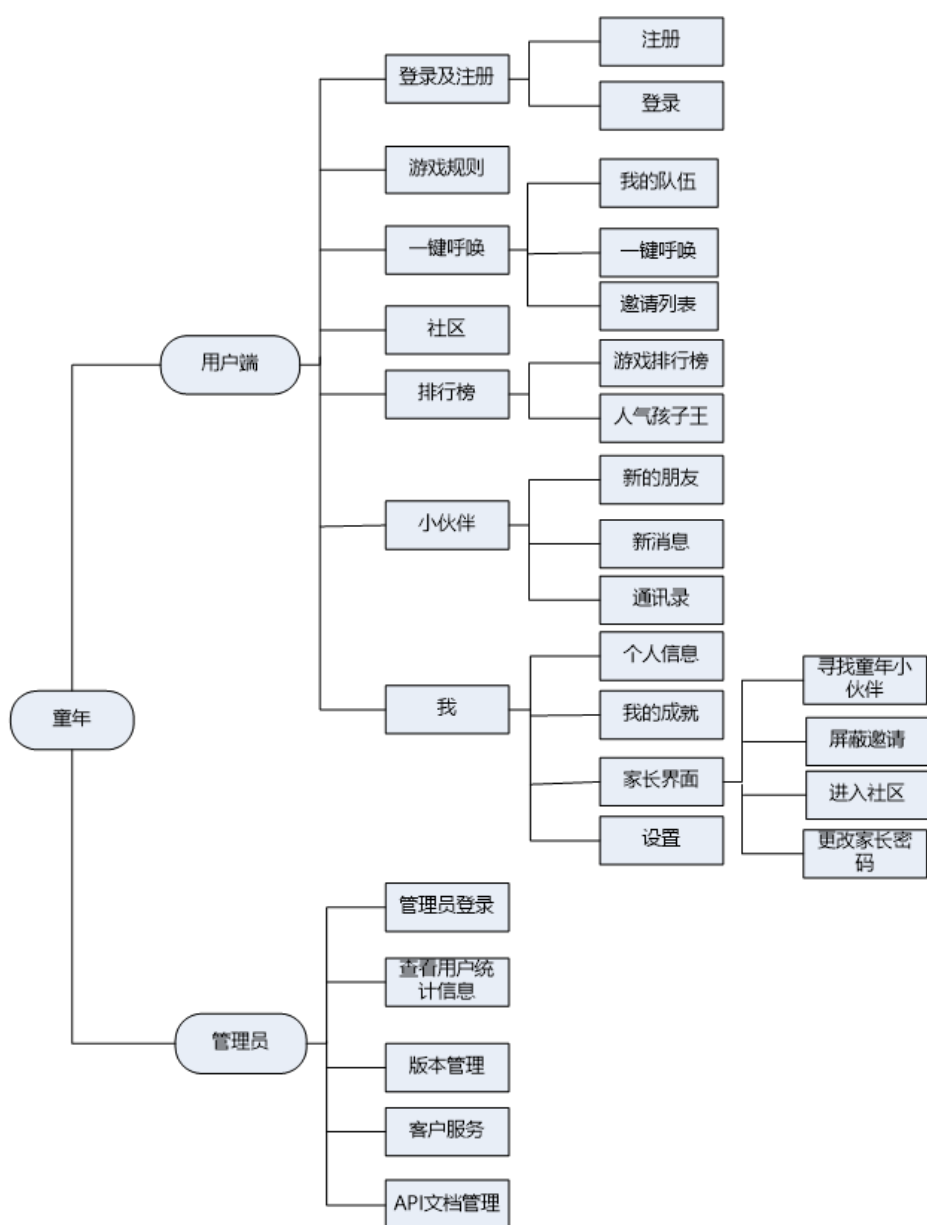 注册
登录及注册
登录
游戏规则
我的队伍
一键呼唤
一键呼唤
邀请列表
社区
用户端
游戏排行榜
排行榜
人气孩子王
新的朋友
小伙伴
新消息
通讯录
个人信息
寻找童年小
伙伴
童年
我
我的成就
屏蔽邀请
家长界面
进入社区
设置
更改家长密
码
管理员登录
查看用户统
计信息
管理员
版本管理
客户服务
API文档管理